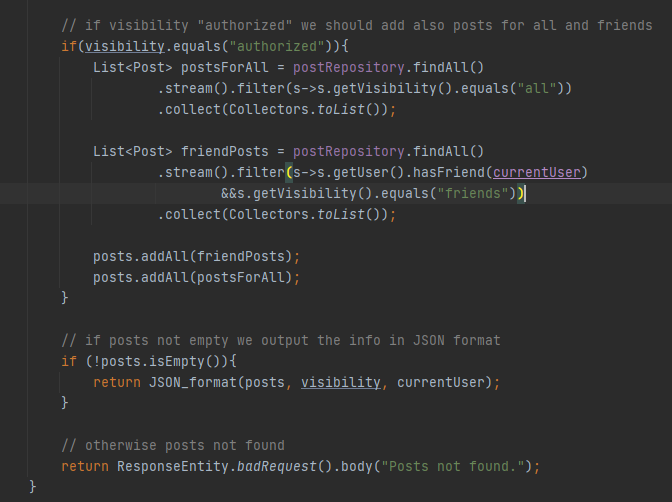 // if visibility "authorized" we should add also posts for all and friends
if(visibility.equals("authorized")){
List<Post> postsForAll = postRepository.findAll()
.stream().filter(s->s.getVisibility().equals("all"))
.collect(Collectors.toList());
List<Post> friendPosts = postRepository.findAll()
.stream().filter(s->s.getUser().hasFriend(currentUser)
&&s.getVisibility().equals("friends"))
.collect(Collectors.toList());
posts.addAll(friendPosts);
posts.addAll(postsForAll);
}
// if posts not empty we output the info in JSON format
if (!posts.isEmpty()){
return JSON_format(posts, visibility, currentUser);
}
// otherwise posts not found
return ResponseEntity.badRequest().body("Posts not found.");
}